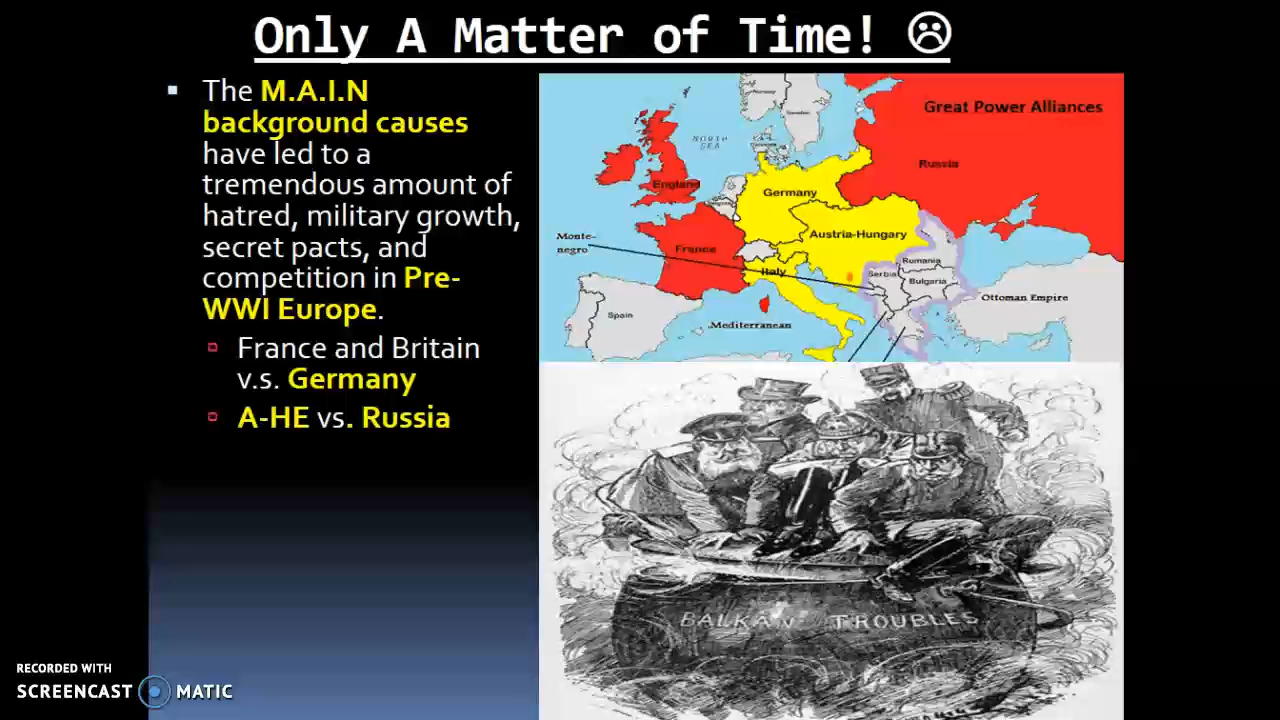 Only A Matter of Time! ☹
▪ The M.A.I.N
background causes
have led to a
tremendous amount of
hatred, military growth,
secret pacts, and
competition in Pre-
WWI Europe.
▫ France and Britain
v.s. Germany
▫ A-HE vs. Russia
Great Power Alliances
Norway
Sweden
NORTH
SEA
Russia
England
Germany
Austria-Hungary
Monte-
negro
France
Italy
Rumania
Serbia
Bulgaria
Ottoman Empire
Spain
Mediterranean
BALKAN TROUBLES
RECORDED WITH
SCREENCAST MATIC